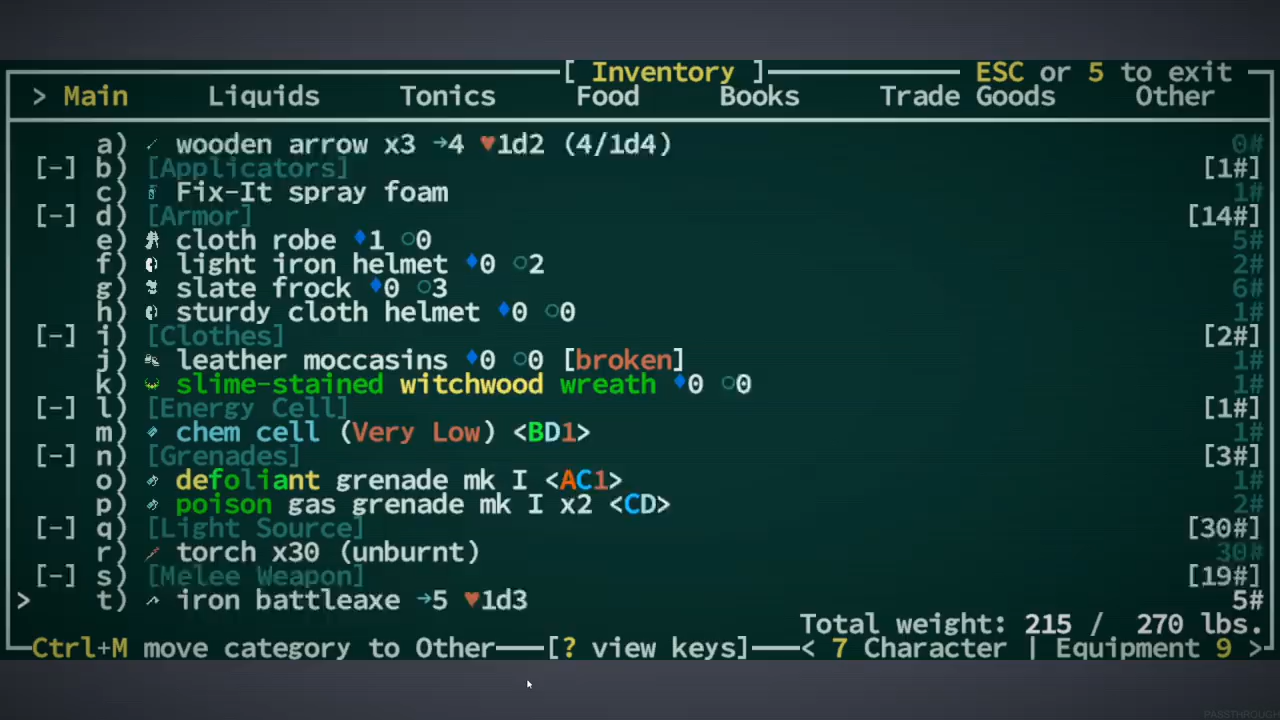 [ Inventory ] ESC or 5 to exit
> Main Liquids Tonics Food Books Trade Goods Other
a) wooden arrow x3 →4 ♥1d2 (4/1d4) 0#
[-] b) [Applicators] [1#]
c) Fix-It spray foam 1#
[-] d) [Armor] [14#]
e) cloth robe ♦1 ○0 5#
f) light iron helmet ♦0 ○2 2#
g) slate frock ♦0 ○3 6#
h) sturdy cloth helmet ♦0 ○0 1#
[-] i) [Clothes] [2#]
j) leather moccasins ♦0 ○0 [broken] 1#
k) slime-stained witchwood wreath ♦0 ○0 1#
[-] l) [Energy Cell] [1#]
m) chem cell (Very Low) <BD1> 1#
[-] n) [Grenades] [3#]
o) defoliant grenade mk I <AC1> 1#
p) poison gas grenade mk I x2 <CD> 2#
[-] q) [Light Source] [30#]
r) torch x30 (unburnt) 30#
[-] s) [Melee Weapon] [19#]
> t) iron battleaxe →5 ♥1d3 5#
Total weight: 215 / 270 lbs.
Ctrl+M move category to Other [? view keys] < 7 Character | Equipment 9 >
PASSTHROUGH